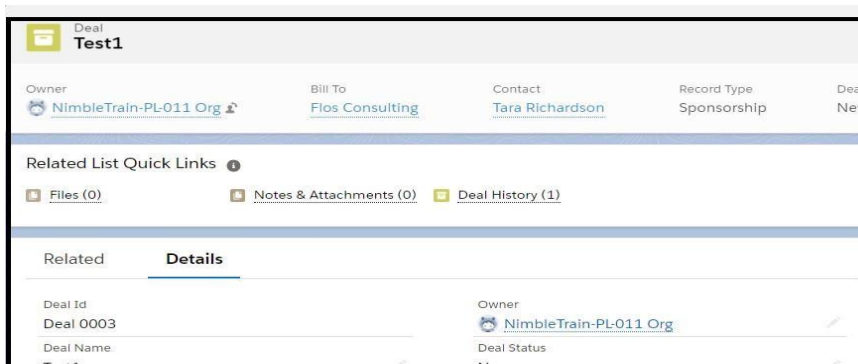 Deal
Test1
Owner Bill To Contact Record Type
NimbleTrain-PL-011 Org Flos Consulting Tara Richardson Sponsorship
Related List Quick Links
Files (0) Notes & Attachments (0) Deal History (1)
Related Details
Deal Id Owner
Deal 0003 NimbleTrain-PL-011 Org
Deal Name Deal Status